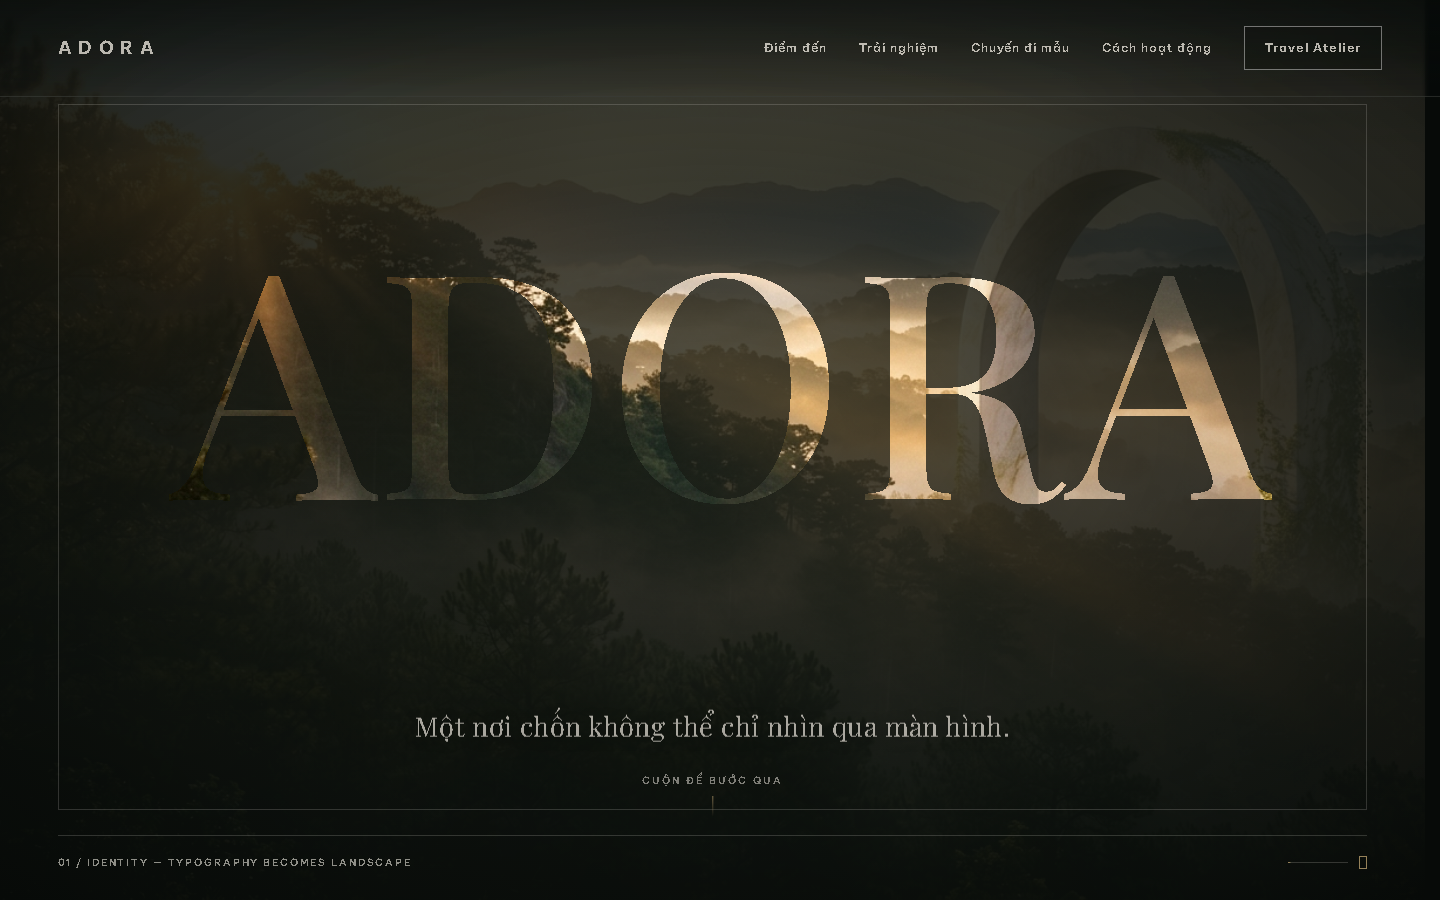 ADORA
Điểm đến
Trải nghiệm
Chuyến đi mẫu
Cách hoạt động
Travel Atelier
ADORA
Một nơi chốn không thể chỉ nhìn qua màn hình.
CUỘN ĐỂ BƯỚC QUA
01 / IDENTITY — TYPOGRAPHY BECOMES LANDSCAPE